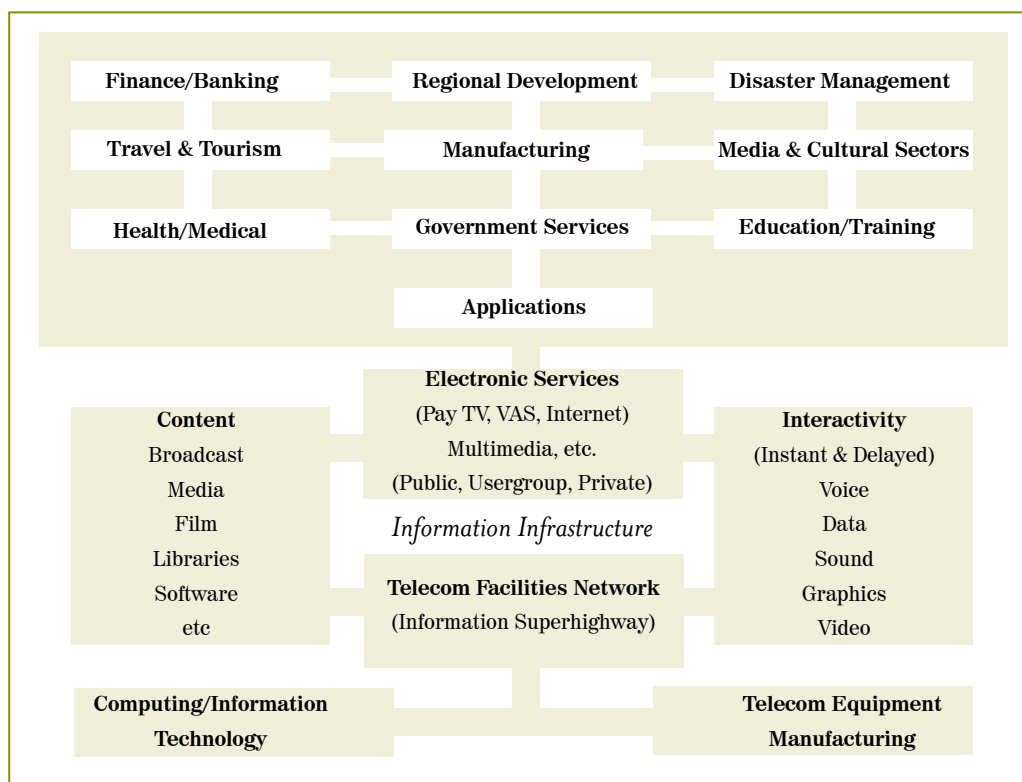 Finance/Banking
Regional Development
Disaster Management
Travel & Tourism
Manufacturing
Media & Cultural Sectors
Health/Medical
Government Services
Education/Training
Applications
Electronic Services
(Pay TV, VAS, Internet)
Multimedia, etc.
(Public, Usergroup, Private)
Content
Broadcast
Media
Film
Libraries
Software
etc
Interactivity
(Instant & Delayed)
Voice
Data
Sound
Graphics
Video
Information Infrastructure
Telecom Facilities Network
(Information Superhighway)
Computing/Information
Technology
Telecom Equipment
Manufacturing